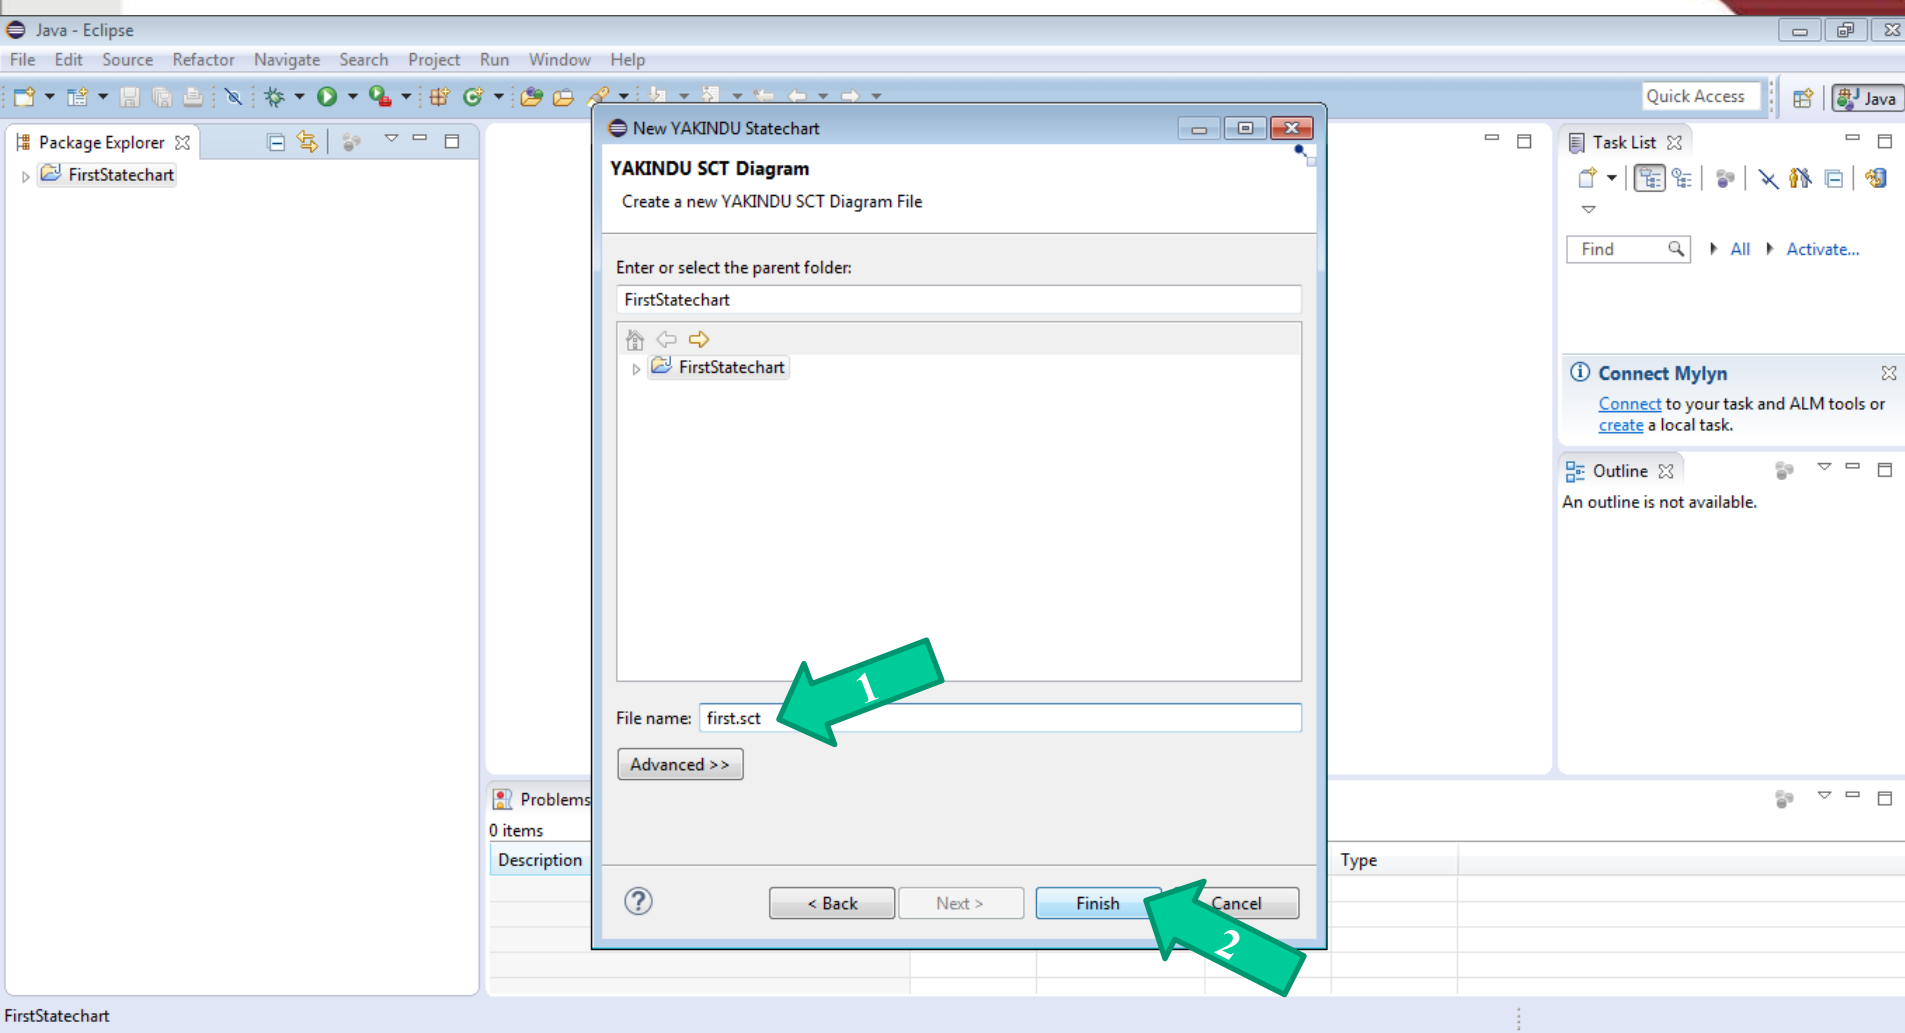 Java - Eclipse
File Edit Source Refactor Navigate Search Project Run Window Help
Quick Access
Java
Package Explorer
FirstStatechart
New YAKINDU Statechart
YAKINDU SCT Diagram
Create a new YAKINDU SCT Diagram File
Enter or select the parent folder:
FirstStatechart
FirstStatechart
1
File name: first.sct
Advanced >>
< Back Next > Finish Cancel
2
Task List
Find All Activate...
Connect Mylyn
Connect to your task and ALM tools or
create a local task.
Outline
An outline is not available.
Problems
0 items
Description Type
FirstStatechart